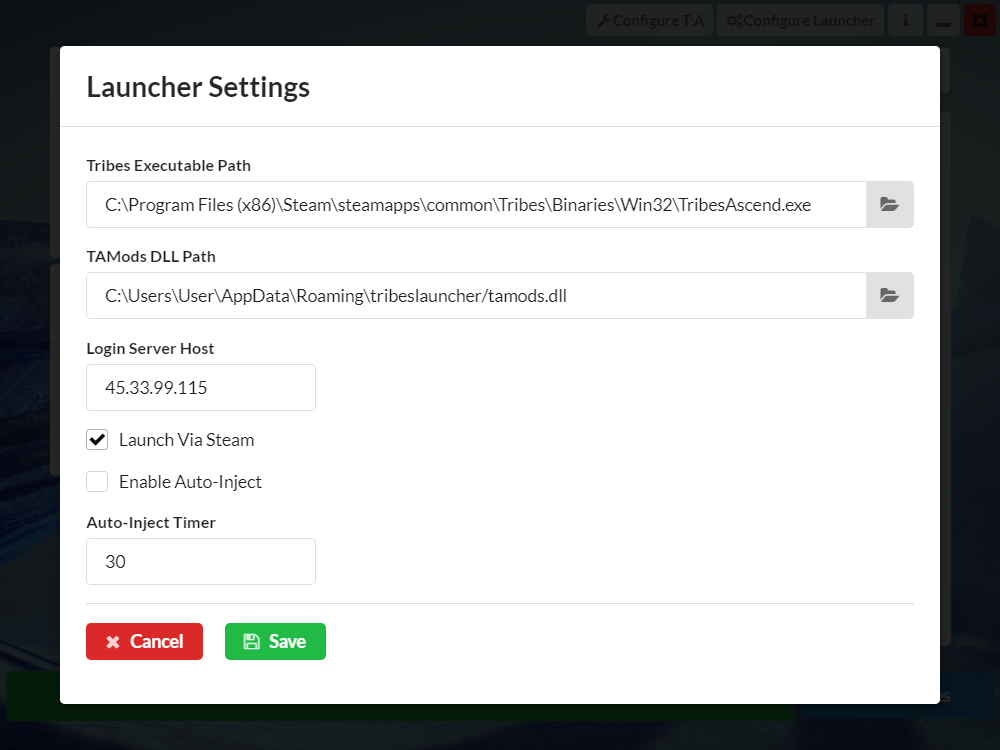 Configure T:A Configure Launcher
Launcher Settings
Tribes Executable Path
C:\Program Files (x86)\Steam\steamapps\common\Tribes\Binaries\Win32\TribesAscend.exe
TAMods DLL Path
C:\Users\User\AppData\Roaming\tribeslauncher/tamods.dll
Login Server Host
45.33.99.115
Launch Via Steam
Enable Auto-Inject
Auto-Inject Timer
30
Cancel Save